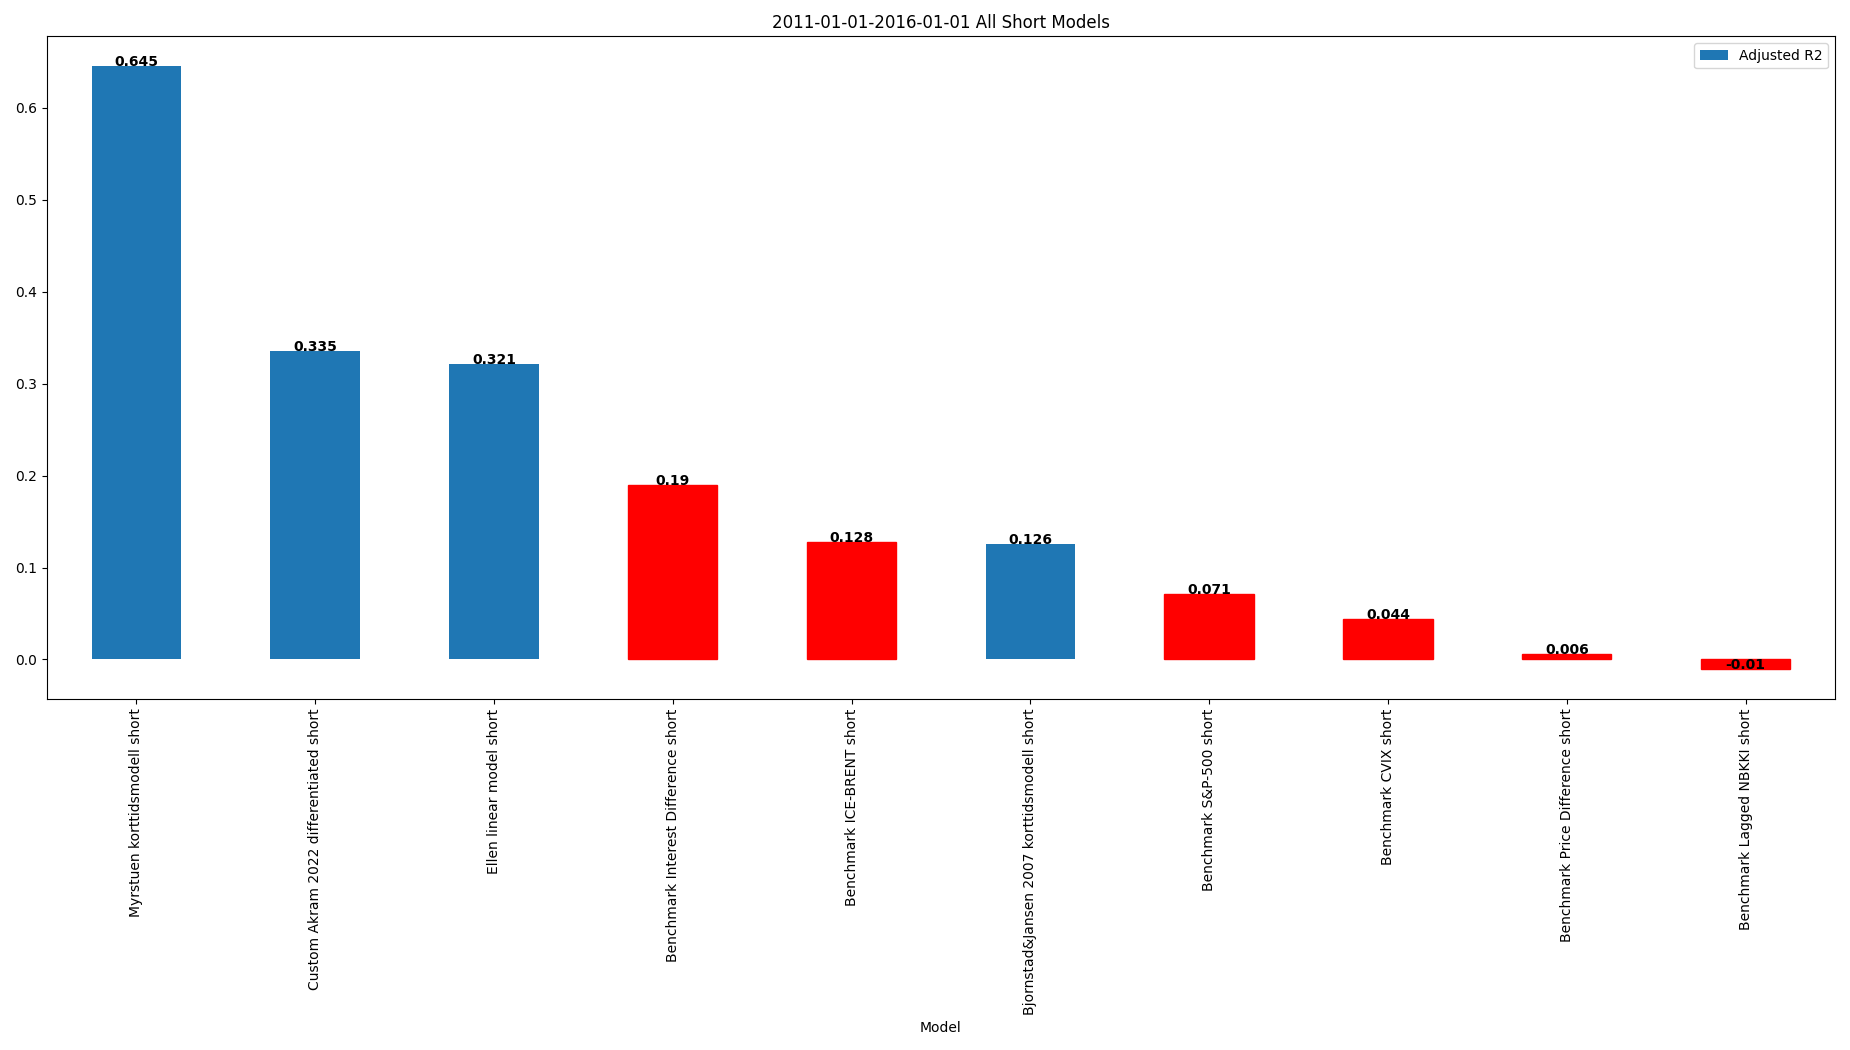 2011-01-01-2016-01-01 All Short Models
Adjusted R2
0.645
0.335
0.321
0.19
0.128
0.126
0.071
0.044
0.006
-0.01
0.6
0.5
0.4
0.3
0.2
0.1
0.0
Myrstuen korttidsmodell short
Custom Akram 2022 differentiated short
Ellen linear model short
Benchmark Interest Difference short
Benchmark ICE-BRENT short
Bjornstad&Jansen 2007 korttidsmodell short
Benchmark S&P-500 short
Benchmark CVIX short
Benchmark Price Difference short
Benchmark Lagged NBKKI short
Model